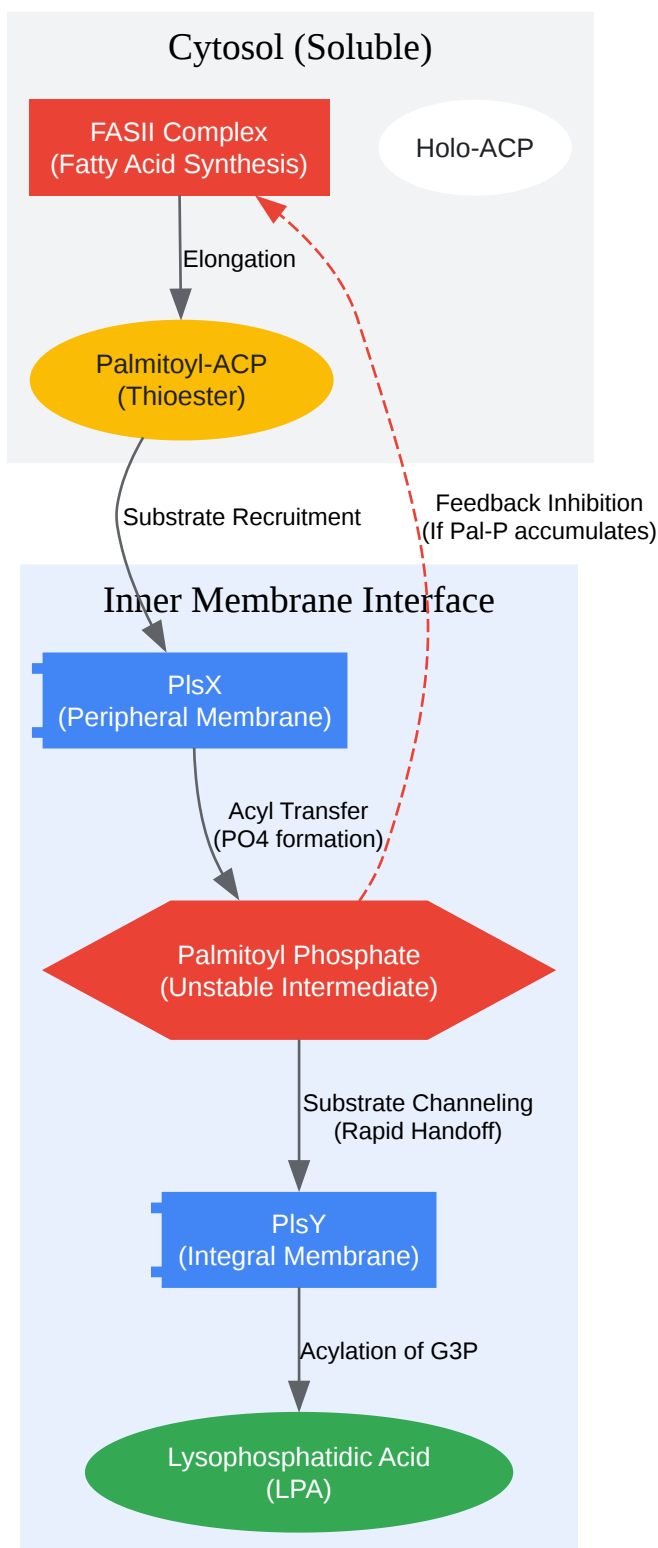 Cytosol (Soluble)
FASII Complex
(Fatty Acid Synthesis)
Holo-ACP
Elongation
Palmitoyl-ACP
(Thioester)
Substrate Recruitment
Feedback Inhibition
(If Pal-P accumulates)
Inner Membrane Interface
PlsX
(Peripheral Membrane)
Acyl Transfer
(PO4 formation)
Palmitoyl Phosphate
(Unstable Intermediate)
Substrate Channeling
(Rapid Handoff)
PlsY
(Integral Membrane)
Acylation of G3P
Lysophosphatidic Acid
(LPA)